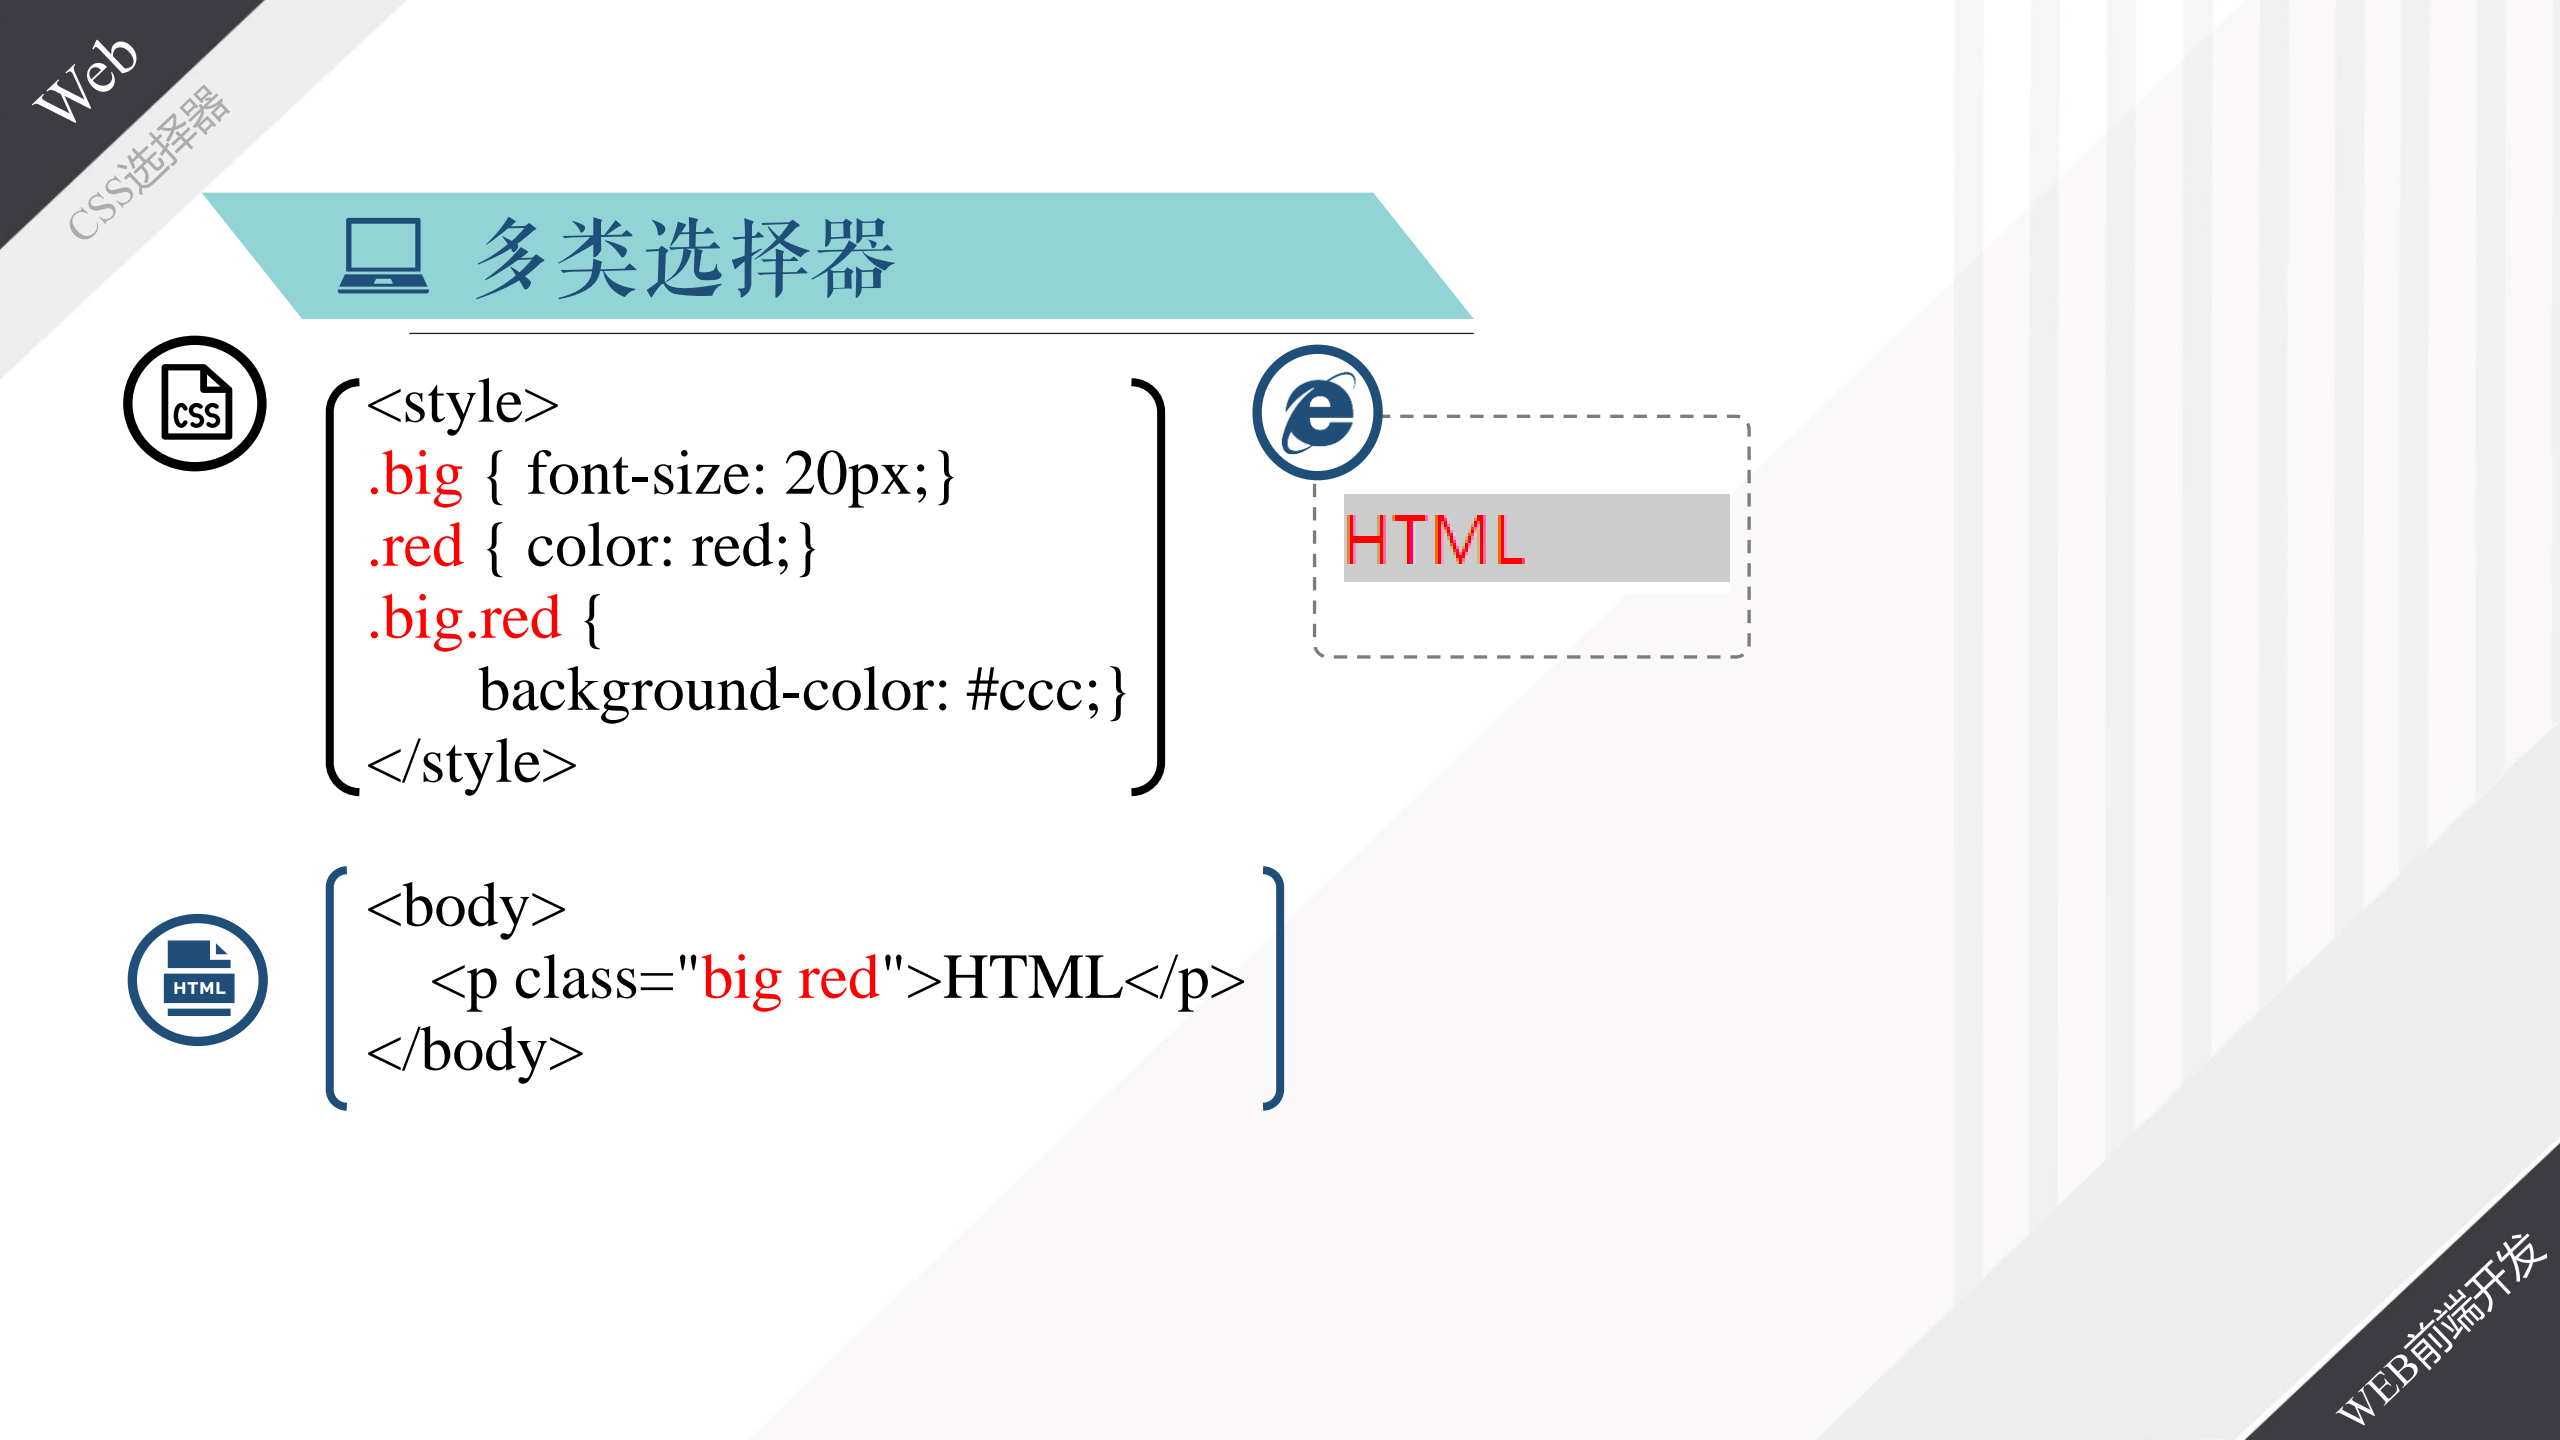 Web
CSS选择器
多类选择器
CSS
<style>
.big { font-size: 20px;}
.red { color: red;}
.big.red {
background-color: #ccc;}
</style>
HTML
HTML
<body>
<p class="big red">HTML</p>
</body>
WEB前端开发